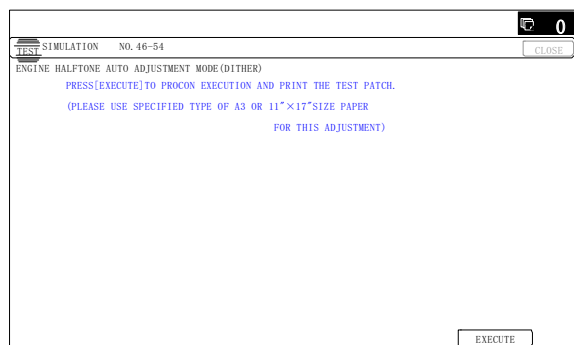 0
TEST SIMULATION NO.46-54 CLOSE
ENGINE HALFTONE AUTO ADJUSTMENT MODE(DITHER)
PRESS[EXECUTE]TO PROCON EXECUTION AND PRINT THE TEST PATCH.
(PLEASE USE SPECIFIED TYPE OF A3 OR 11"×17"SIZE PAPER
FOR THIS ADJUSTMENT)
EXECUTE